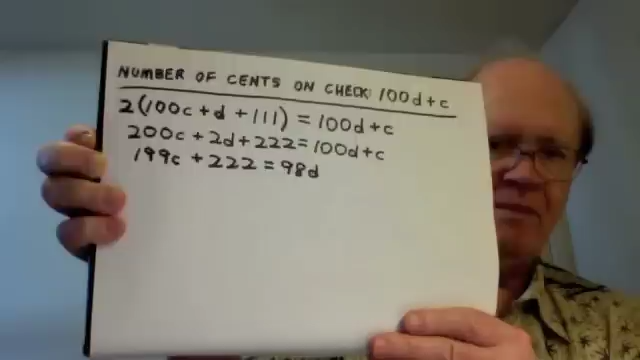 NUMBER OF CENTS ON CHECK: 100d+c
2(100c+d+111)=100d+c
200c+2d+222=100d+c
199c+222=98d